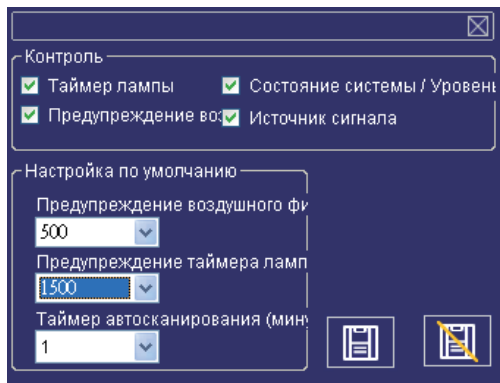 Контроль
Таймер лампы
Состояние системы / Уровень
Предупреждение воз
Источник сигнала
Настройка по умолчанию
Предупреждение воздушного фи
500
Предупреждение таймера ламп
1500
Таймер автосканирования (мин
1